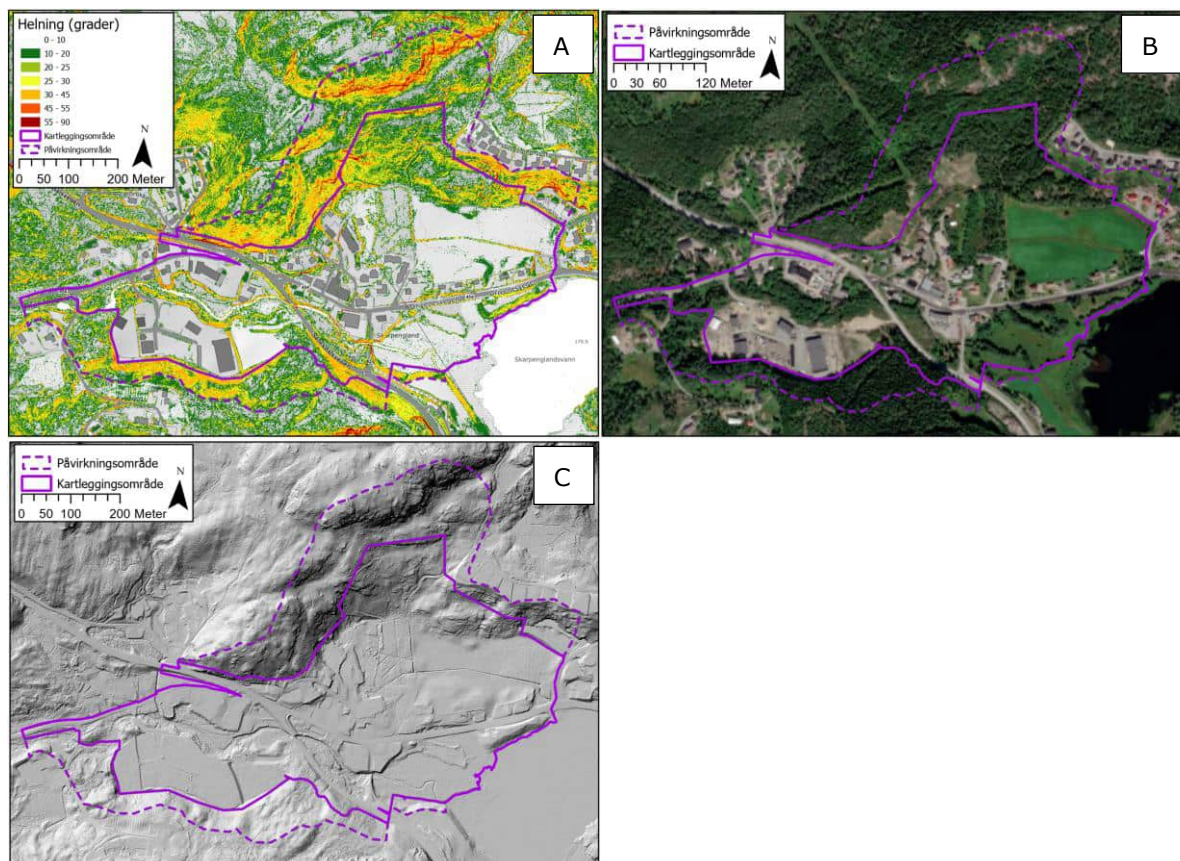 Helning (grader)
0 - 10
10 - 20
20 - 25
25 - 30
30 - 45
45 - 55
55 - 90
Kartleggingsområde
Påvirkningsområde
N
0 50 100 200 Meter
A
Skarpengland
Skarpenglandsvann
Påvirkningsområde
Kartleggingsområde
N
0 30 60 120 Meter
B
Påvirkningsområde
Kartleggingsområde
N
0 50 100 200 Meter
C